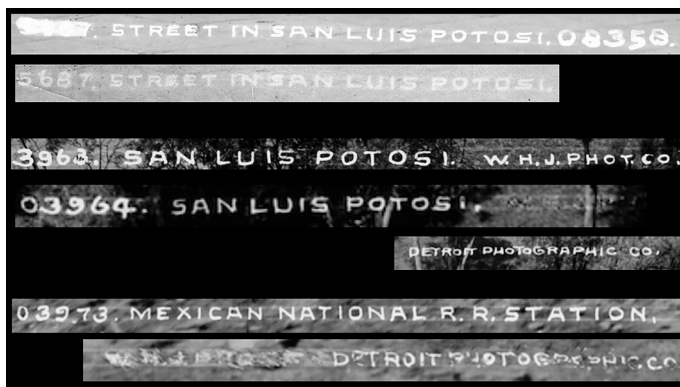 STREET IN SAN LUIS POTOSI. 08358.
5687. STREET IN SAN LUIS POTOSI.
3963. SAN LUIS POTOSI. W.H.J. PHOT. CO.
03964. SAN LUIS POTOSI.
DETROIT PHOTOGRAPHIC CO.
03973. MEXICAN NATIONAL R.R. STATION.
DETROIT PHOTOGRAPHIC. CO